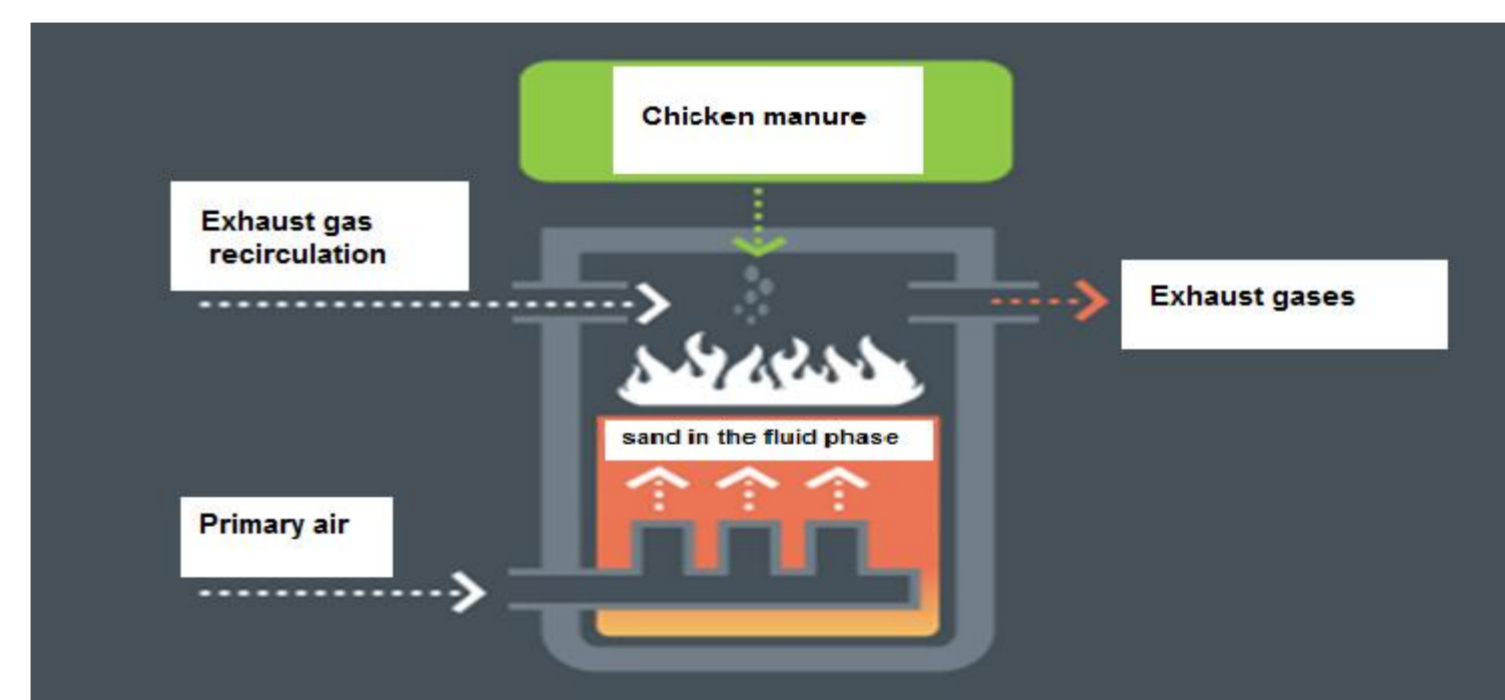 Chicken manure
Exhaust gas
recirculation
Exhaust gases
sand in the fluid phase
Primary air